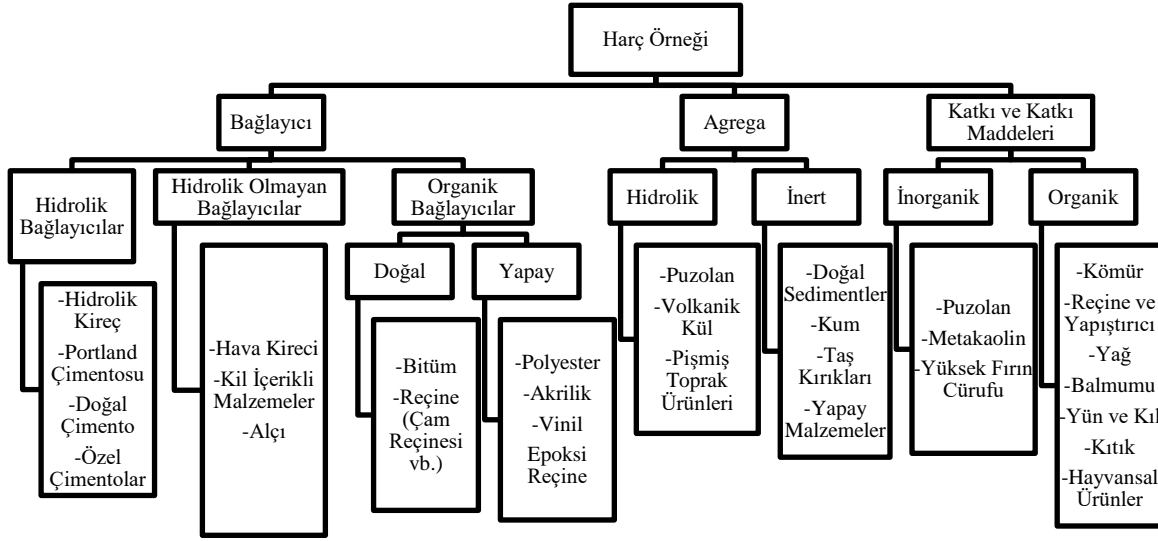 Harç Örneği
Bağlayıcı
Agrega
Katkı ve Katkı
Maddeleri
Hidrolik
Bağlayıcılar
Hidrolik Olmayan
Bağlayıcılar
Organik
Bağlayıcılar
Hidrolik
İnert
İnorganik
Organik
Doğal
Yapay
-Hidrolik
Kireç
-Portland
Çimentosu
-Doğal
Çimento
-Özel
Çimentolar
-Hava Kireci
-Kil İçerikli
Malzemeler
-Alçı
-Bitüm
-Reçine
(Çam
Reçinesi
vb.)
-Polyester
-Akrilik
-Vinil
Epoksi
Reçine
-Puzolan
-Volkanik
Kül
-Pişmiş
Toprak
Ürünleri
-Doğal
Sedimentler
-Kum
-Taş
Kırıkları
-Yapay
Malzemeler
-Puzolan
-Metakaolin
-Yüksek Fırın
Cürufu
-Kömür
-Reçine ve
Yapıştırıcı
-Yağ
-Balmumu
-Yün ve Kıl
-Kıtık
-Hayvansal
Ürünler